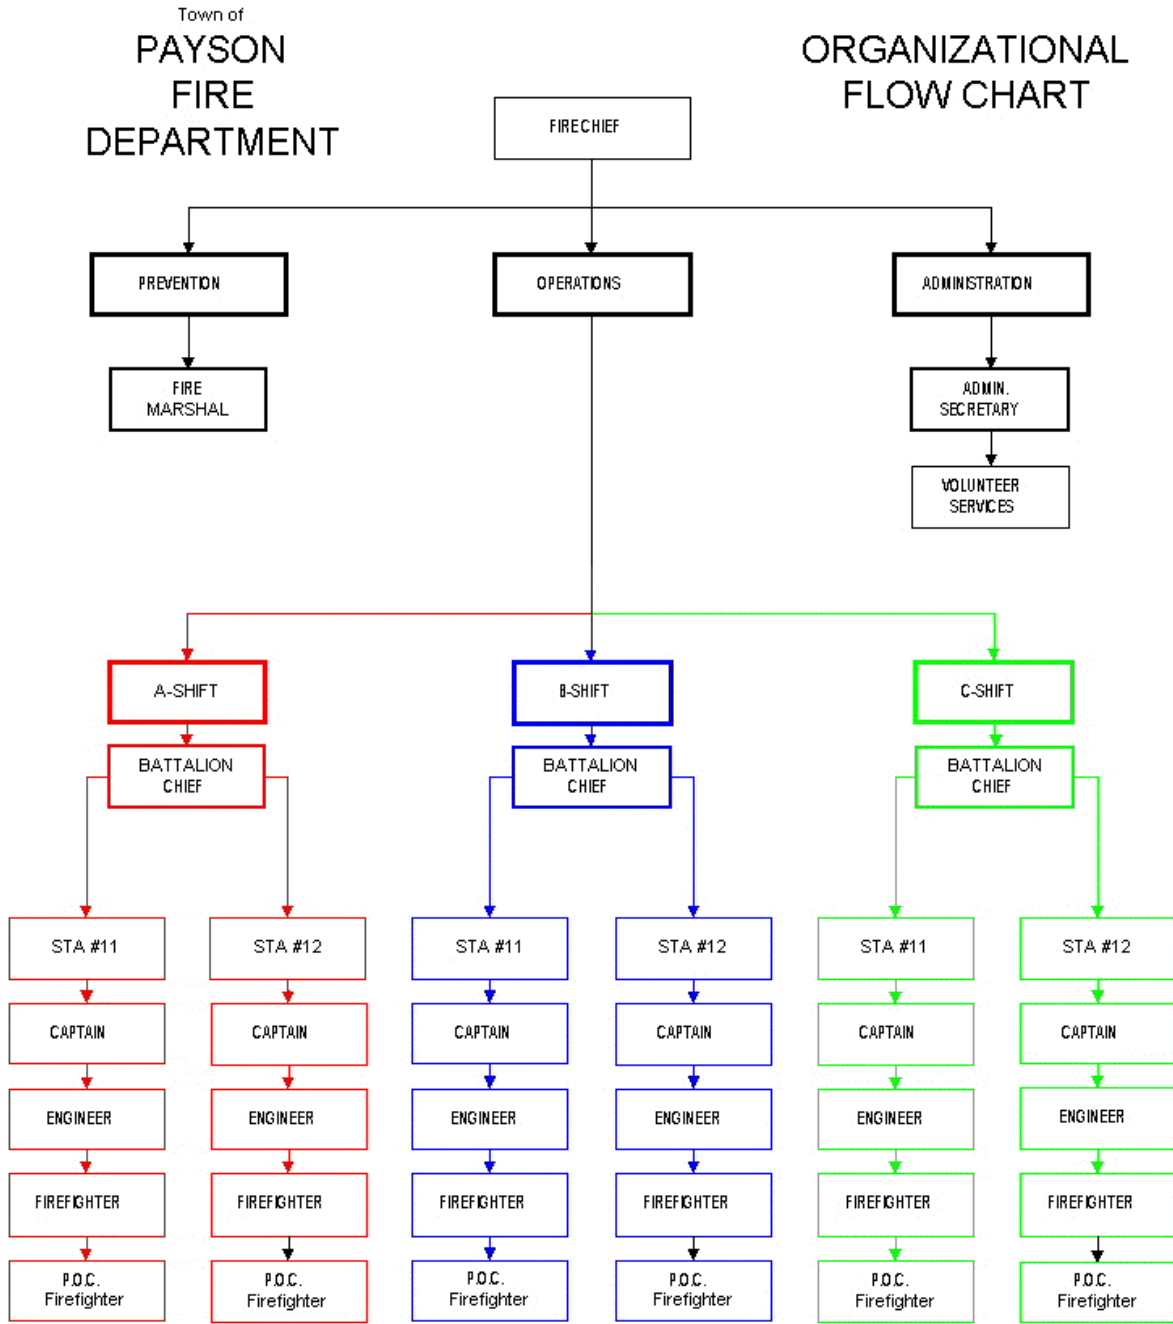 Town of
PAYSON
FIRE
DEPARTMENT
ORGANIZATIONAL
FLOW CHART
FIRE CHIEF
PREVENTION
OPERATIONS
ADMINISTRATION
FIRE
MARSHAL
ADMIN.
SECRETARY
VOLUNTEER
SERVICES
A-SHIFT
B-SHIFT
C-SHIFT
BATTALION
CHIEF
BATTALION
CHIEF
BATTALION
CHIEF
STA #11
STA #12
STA #11
STA #12
STA #11
STA #12
CAPTAIN
CAPTAIN
CAPTAIN
CAPTAIN
CAPTAIN
CAPTAIN
ENGINEER
ENGINEER
ENGINEER
ENGINEER
ENGINEER
ENGINEER
FIREFIGHTER
FIREFIGHTER
FIREFIGHTER
FIREFIGHTER
FIREFIGHTER
FIREFIGHTER
P.O.C.
Firefighter
P.O.C.
Firefighter
P.O.C.
Firefighter
P.O.C.
Firefighter
P.O.C.
Firefighter
P.O.C.
Firefighter